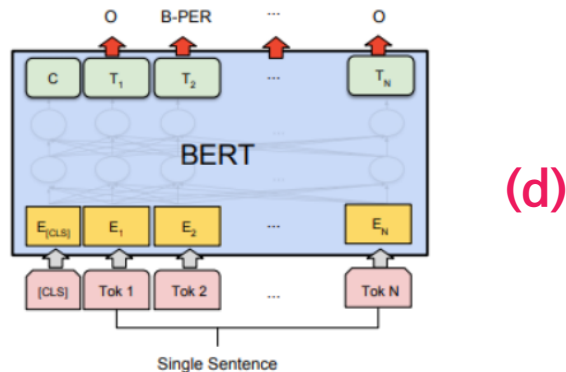 O B-PER ... O
C T1 T2 ... TN
...
BERT
...
(d)
E[CLS] E1 E2 ... EN
[CLS] Tok 1 Tok 2 ... Tok N
Single Sentence